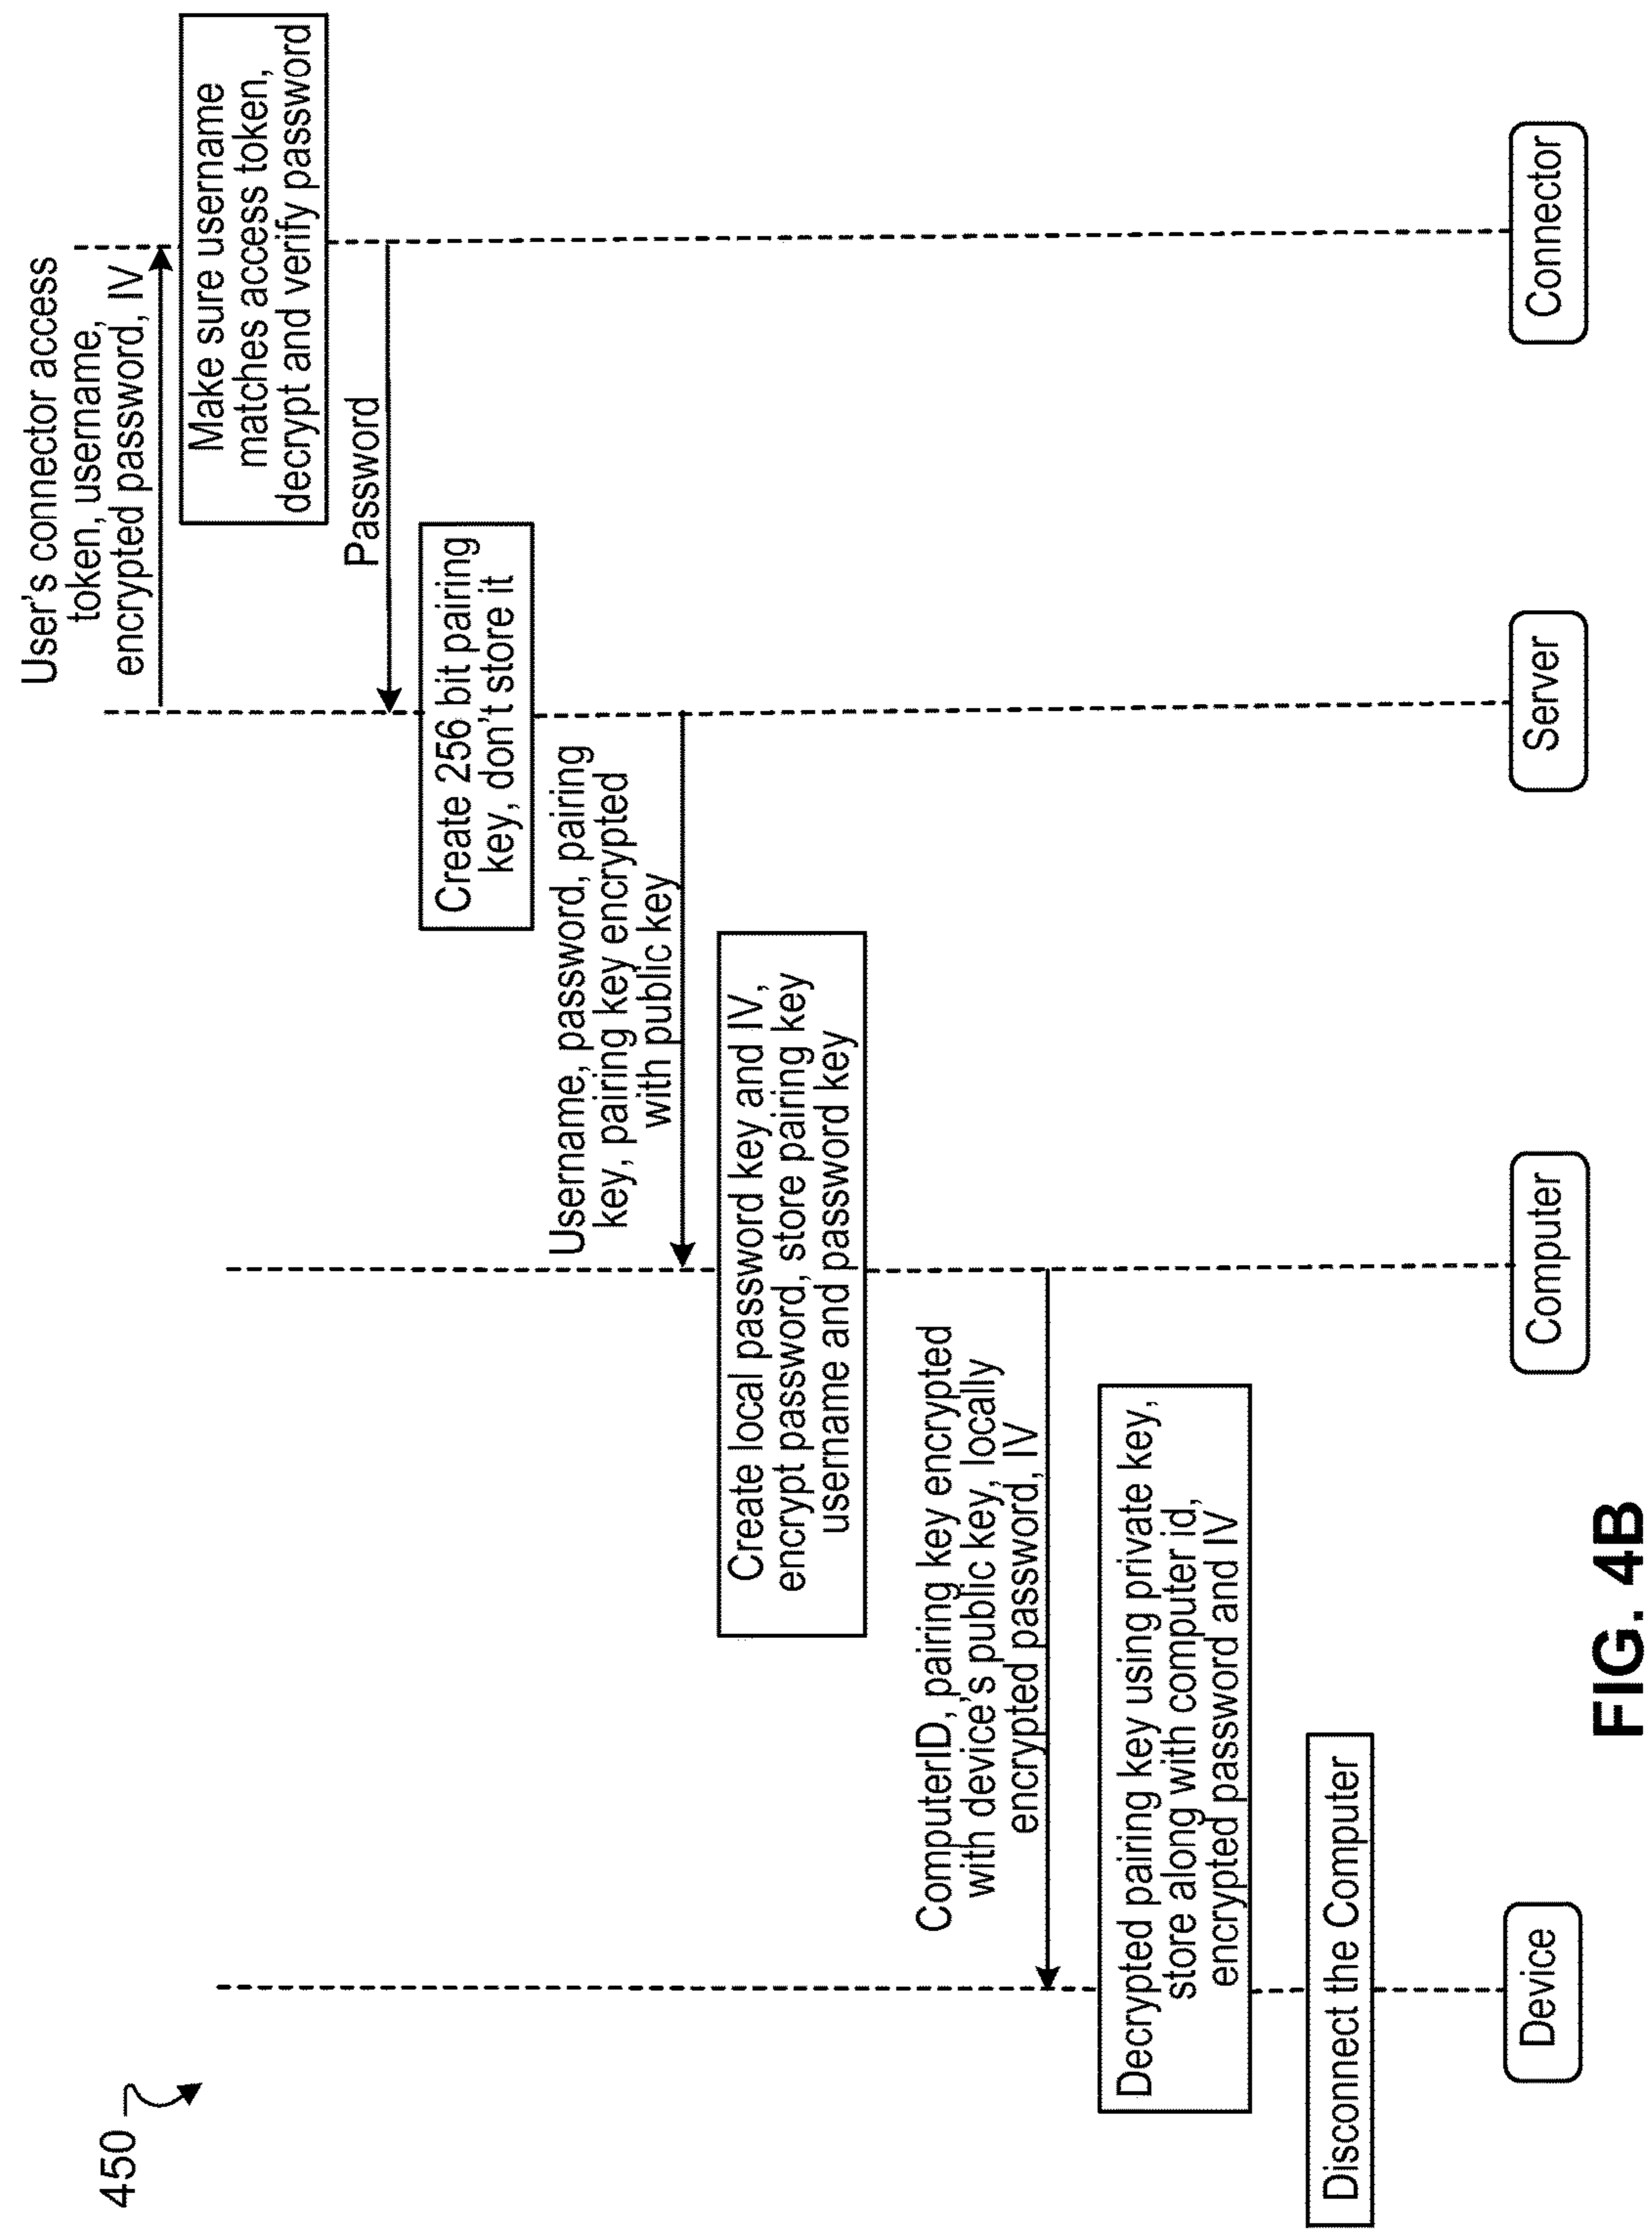 450
User's connector access
token, username,
encrypted password, IV
Make sure username
matches access token,
decrypt and verify password
Password
Create 256 bit pairing
key, don't store it
Username, password, pairing
key, pairing key encrypted
with public key
Create local password key and IV,
encrypt password, store pairing key
username and password key
ComputerID, pairing key encrypted
with device's public key, locally
encrypted password, IV
Decrypted pairing key using private key,
store along with computer id,
encrypted password and IV
Disconnect the Computer
Device
Computer
Server
Connector
FIG. 4B